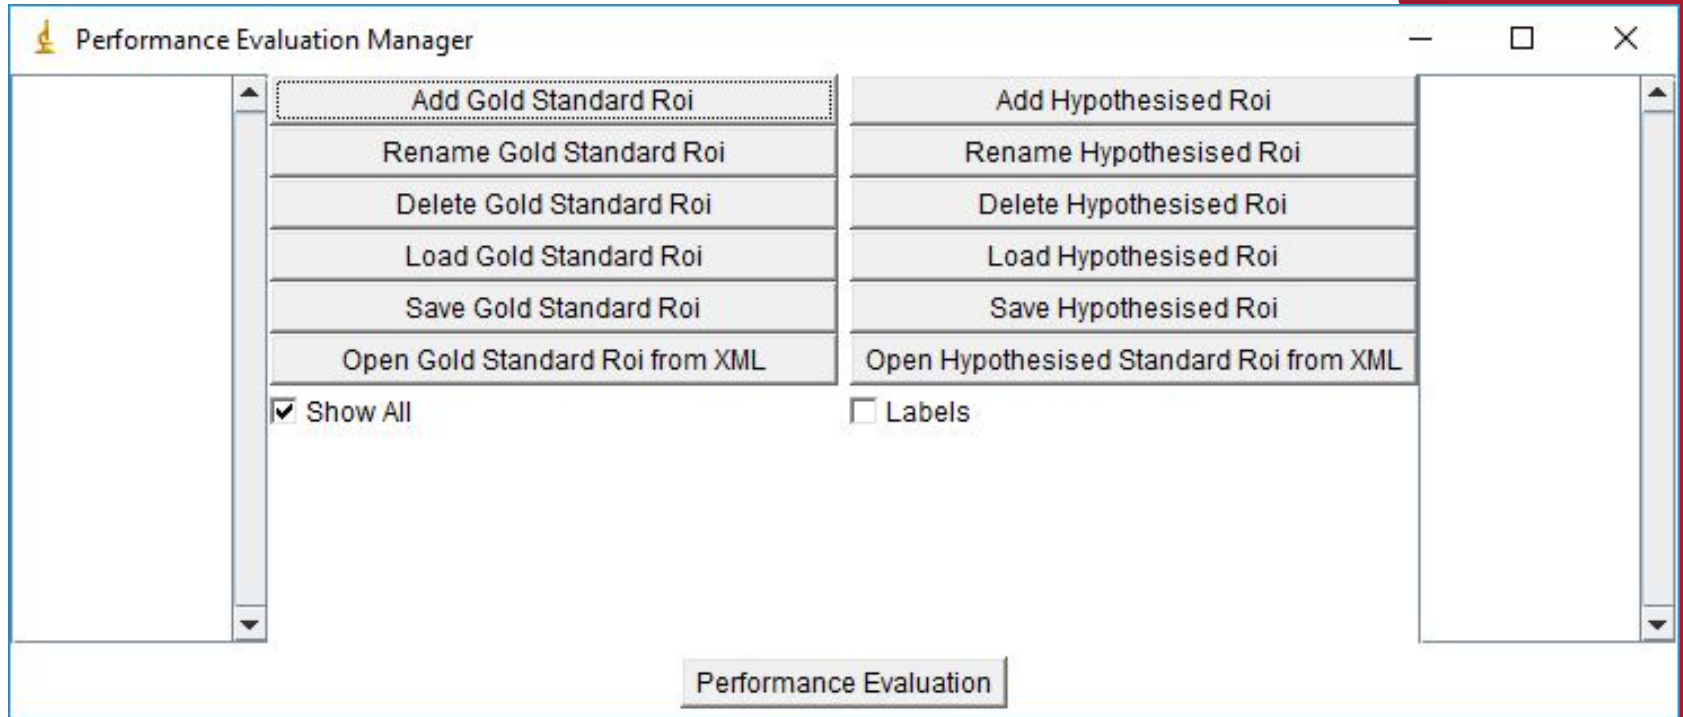 Performance Evaluation Manager
Add Gold Standard Roi
Add Hypothesised Roi
Rename Gold Standard Roi
Rename Hypothesised Roi
Delete Gold Standard Roi
Delete Hypothesised Roi
Load Gold Standard Roi
Load Hypothesised Roi
Save Gold Standard Roi
Save Hypothesised Roi
Open Gold Standard Roi from XML
Open Hypothesised Standard Roi from XML
Show All
Labels
Performance Evaluation